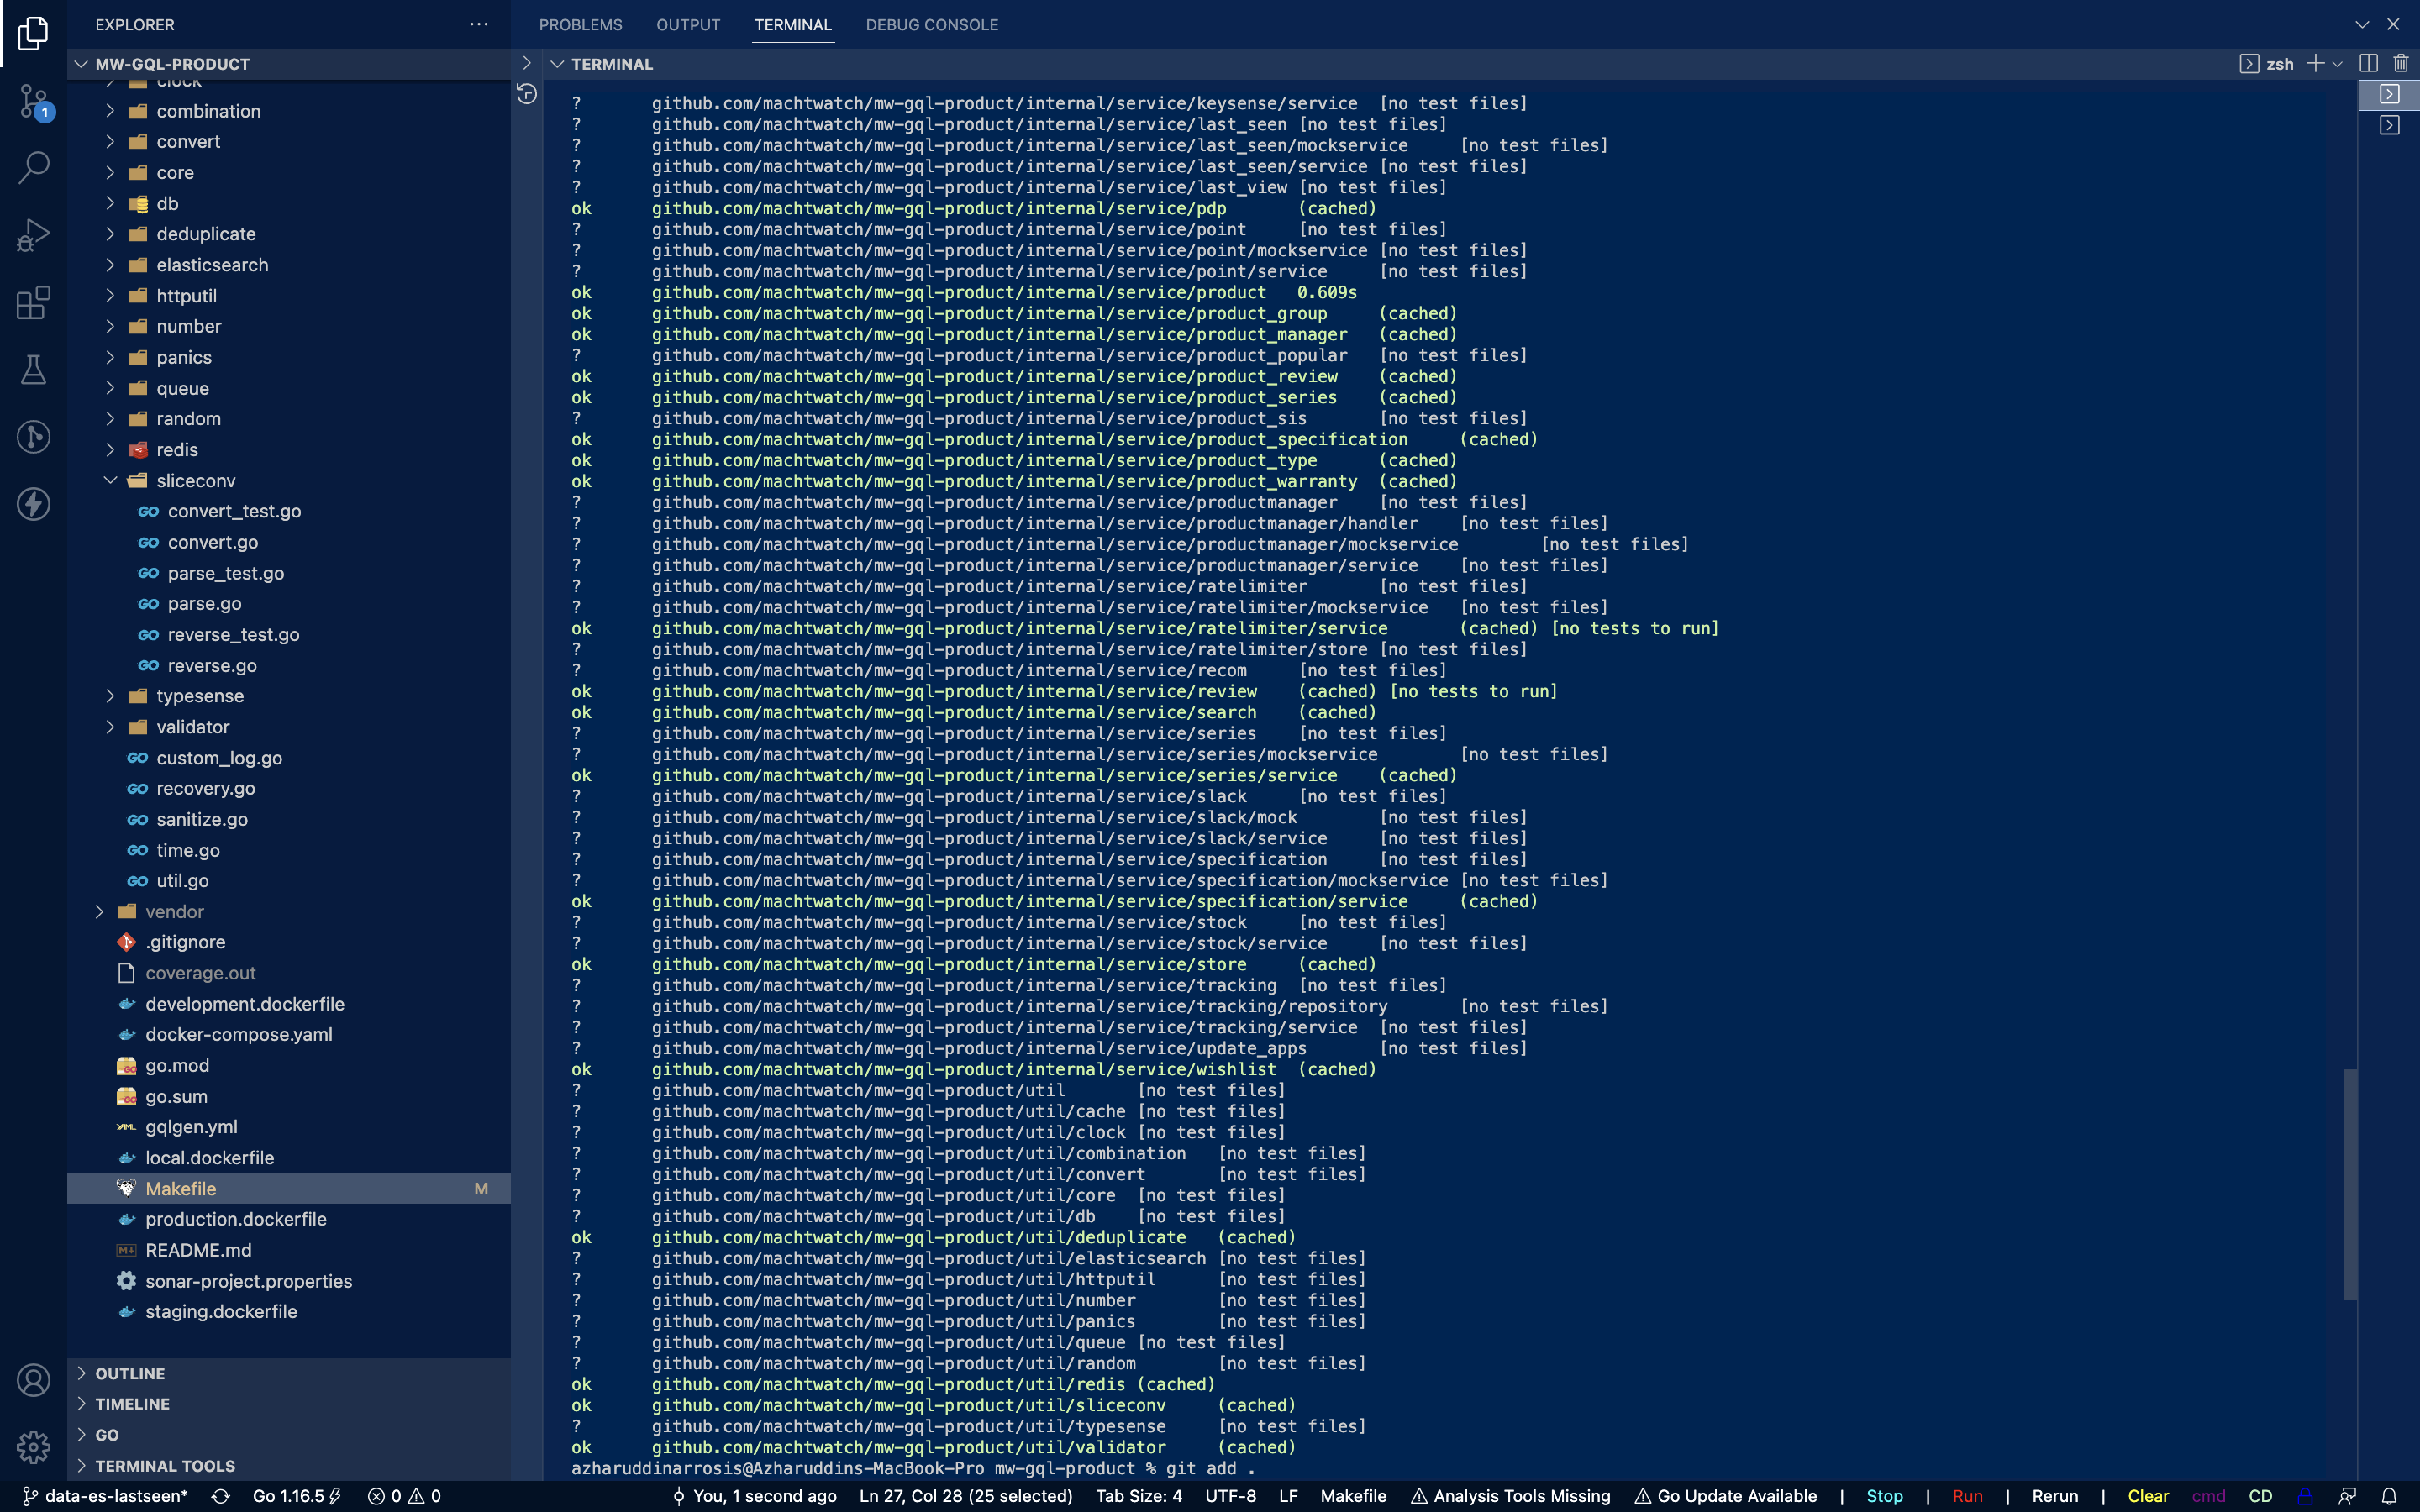 EXPLORER
MW-GQL-PRODUCT
clock
combination
convert
core
db
deduplicate
elasticsearch
httputil
number
panics
queue
random
redis
sliceconv
convert_test.go
convert.go
parse_test.go
parse.go
reverse_test.go
reverse.go
typesense
validator
custom_log.go
recovery.go
sanitize.go
time.go
util.go
vendor
.gitignore
coverage.out
development.dockerfile
docker-compose.yaml
go.mod
go.sum
gqlgen.yml
local.dockerfile
Makefile M
production.dockerfile
README.md
sonar-project.properties
staging.dockerfile
OUTLINE
TIMELINE
GO
TERMINAL TOOLS
1
PROBLEMS OUTPUT TERMINAL DEBUG CONSOLE
TERMINAL
zsh
? github.com/machtwatch/mw-gql-product/internal/service/keysense/service [no test files]
? github.com/machtwatch/mw-gql-product/internal/service/last_seen [no test files]
? github.com/machtwatch/mw-gql-product/internal/service/last_seen/mockservice [no test files]
? github.com/machtwatch/mw-gql-product/internal/service/last_seen/service [no test files]
? github.com/machtwatch/mw-gql-product/internal/service/last_view [no test files]
ok github.com/machtwatch/mw-gql-product/internal/service/pdp (cached)
? github.com/machtwatch/mw-gql-product/internal/service/point [no test files]
? github.com/machtwatch/mw-gql-product/internal/service/point/mockservice [no test files]
? github.com/machtwatch/mw-gql-product/internal/service/point/service [no test files]
ok github.com/machtwatch/mw-gql-product/internal/service/product 0.609s
ok github.com/machtwatch/mw-gql-product/internal/service/product_group (cached)
ok github.com/machtwatch/mw-gql-product/internal/service/product_manager (cached)
? github.com/machtwatch/mw-gql-product/internal/service/product_popular [no test files]
ok github.com/machtwatch/mw-gql-product/internal/service/product_review (cached)
ok github.com/machtwatch/mw-gql-product/internal/service/product_series (cached)
? github.com/machtwatch/mw-gql-product/internal/service/product_sis [no test files]
ok github.com/machtwatch/mw-gql-product/internal/service/product_specification (cached)
ok github.com/machtwatch/mw-gql-product/internal/service/product_type (cached)
ok github.com/machtwatch/mw-gql-product/internal/service/product_warranty (cached)
? github.com/machtwatch/mw-gql-product/internal/service/productmanager [no test files]
? github.com/machtwatch/mw-gql-product/internal/service/productmanager/handler [no test files]
? github.com/machtwatch/mw-gql-product/internal/service/productmanager/mockservice [no test files]
? github.com/machtwatch/mw-gql-product/internal/service/productmanager/service [no test files]
? github.com/machtwatch/mw-gql-product/internal/service/ratelimiter [no test files]
? github.com/machtwatch/mw-gql-product/internal/service/ratelimiter/mockservice [no test files]
ok github.com/machtwatch/mw-gql-product/internal/service/ratelimiter/service (cached) [no tests to run]
? github.com/machtwatch/mw-gql-product/internal/service/ratelimiter/store [no test files]
? github.com/machtwatch/mw-gql-product/internal/service/recom [no test files]
ok github.com/machtwatch/mw-gql-product/internal/service/review (cached) [no tests to run]
ok github.com/machtwatch/mw-gql-product/internal/service/search (cached)
? github.com/machtwatch/mw-gql-product/internal/service/series [no test files]
? github.com/machtwatch/mw-gql-product/internal/service/series/mockservice [no test files]
ok github.com/machtwatch/mw-gql-product/internal/service/series/service (cached)
? github.com/machtwatch/mw-gql-product/internal/service/slack [no test files]
? github.com/machtwatch/mw-gql-product/internal/service/slack/mock [no test files]
? github.com/machtwatch/mw-gql-product/internal/service/slack/service [no test files]
? github.com/machtwatch/mw-gql-product/internal/service/specification [no test files]
? github.com/machtwatch/mw-gql-product/internal/service/specification/mockservice [no test files]
ok github.com/machtwatch/mw-gql-product/internal/service/specification/service (cached)
? github.com/machtwatch/mw-gql-product/internal/service/stock [no test files]
? github.com/machtwatch/mw-gql-product/internal/service/stock/service [no test files]
ok github.com/machtwatch/mw-gql-product/internal/service/store (cached)
? github.com/machtwatch/mw-gql-product/internal/service/tracking [no test files]
? github.com/machtwatch/mw-gql-product/internal/service/tracking/repository [no test files]
? github.com/machtwatch/mw-gql-product/internal/service/tracking/service [no test files]
? github.com/machtwatch/mw-gql-product/internal/service/update_apps [no test files]
ok github.com/machtwatch/mw-gql-product/internal/service/wishlist (cached)
? github.com/machtwatch/mw-gql-product/util [no test files]
? github.com/machtwatch/mw-gql-product/util/cache [no test files]
? github.com/machtwatch/mw-gql-product/util/clock [no test files]
? github.com/machtwatch/mw-gql-product/util/combination [no test files]
? github.com/machtwatch/mw-gql-product/util/convert [no test files]
? github.com/machtwatch/mw-gql-product/util/core [no test files]
? github.com/machtwatch/mw-gql-product/util/db [no test files]
ok github.com/machtwatch/mw-gql-product/util/deduplicate (cached)
? github.com/machtwatch/mw-gql-product/util/elasticsearch [no test files]
? github.com/machtwatch/mw-gql-product/util/httputil [no test files]
? github.com/machtwatch/mw-gql-product/util/number [no test files]
? github.com/machtwatch/mw-gql-product/util/panics [no test files]
? github.com/machtwatch/mw-gql-product/util/queue [no test files]
? github.com/machtwatch/mw-gql-product/util/random [no test files]
ok github.com/machtwatch/mw-gql-product/util/redis (cached)
ok github.com/machtwatch/mw-gql-product/util/sliceconv (cached)
? github.com/machtwatch/mw-gql-product/util/typesense [no test files]
ok github.com/machtwatch/mw-gql-product/util/validator (cached)
azharuddinarrosis@Azharuddins-MacBook-Pro mw-gql-product % git add .
data-es-lastseen* Go 1.16.5 0 0 You, 1 second ago Ln 27, Col 28 (25 selected) Tab Size: 4 UTF-8 LF Makefile Analysis Tools Missing Go Update Available | Stop | Run | Rerun | Clear cmd CD